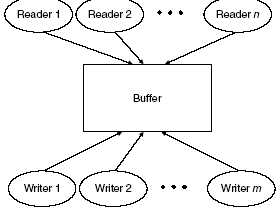 Reader 1 Reader 2 • • • Reader n
Buffer
Writer 1 Writer 2 • • • Writer m